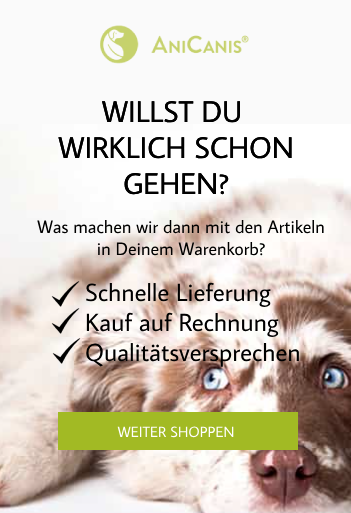 ANICANIS®
WILLST DU
WIRKLICH SCHON
GEHEN?
Was machen wir dann mit den Artikeln
in Deinem Warenkorb?
Schnelle Lieferung
Kauf auf Rechnung
Qualitätsversprechen
WEITER SHOPPEN